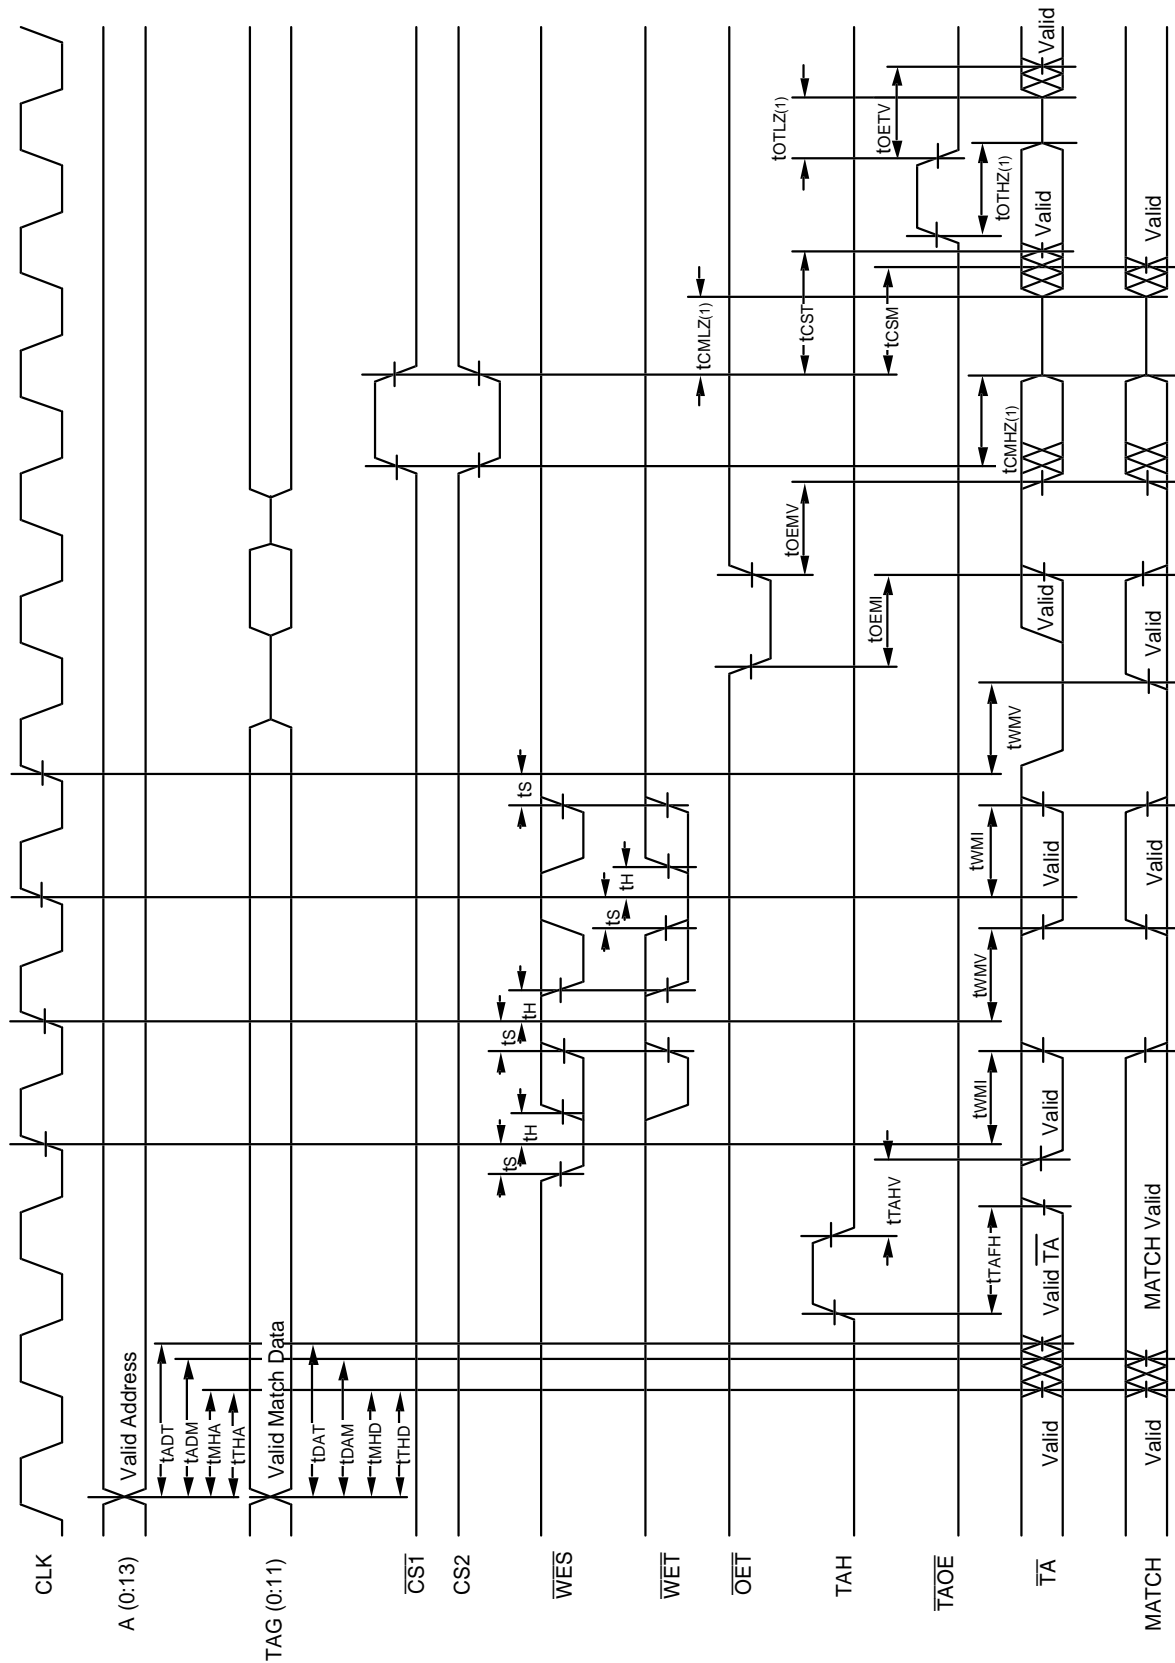 CLK
A (0:13)
Valid Address
tADT
tADM
tMHA
tTHA
TAG (0:11)
Valid Match Data
tDAT
tDAM
tMHD
tTHD
CS1
CS2
WES
tS
tH
tS
tH
tS
WET
tS
tH
OET
tCMLZ(1)
tOEMV
tCST
tOTLZ(1)
TAH
tTAHV
tOEMI
tCSM
tOETV
TAOE
tTAFH
tWMI
tWMV
tWMI
tWMV
tCMHZ(1)
tOTHZ(1)
TA
Valid
Valid TA
Valid
Valid
Valid
Valid
Valid
MATCH
Valid
MATCH Valid
Valid
Valid
Valid